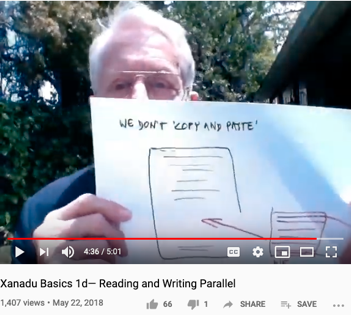 WE DON'T 'COPY AND PASTE'
4:36 / 5:01
CC
Xanadu Basics 1d— Reading and Writing Parallel
1,407 views • May 22, 2018
66
1
SHARE
SAVE